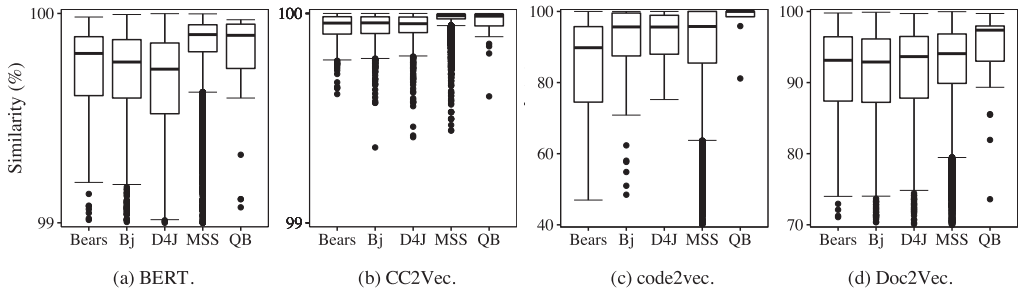 Similarity (%)
100
99
Bears Bj D4J MSS QB
(a) BERT.
100
99
Bears Bj D4J MSS QB
(b) CC2Vec.
100
80
60
40
Bears Bj D4J MSS QB
(c) code2vec.
100
90
80
70
Bears Bj D4J MSS QB
(d) Doc2Vec.